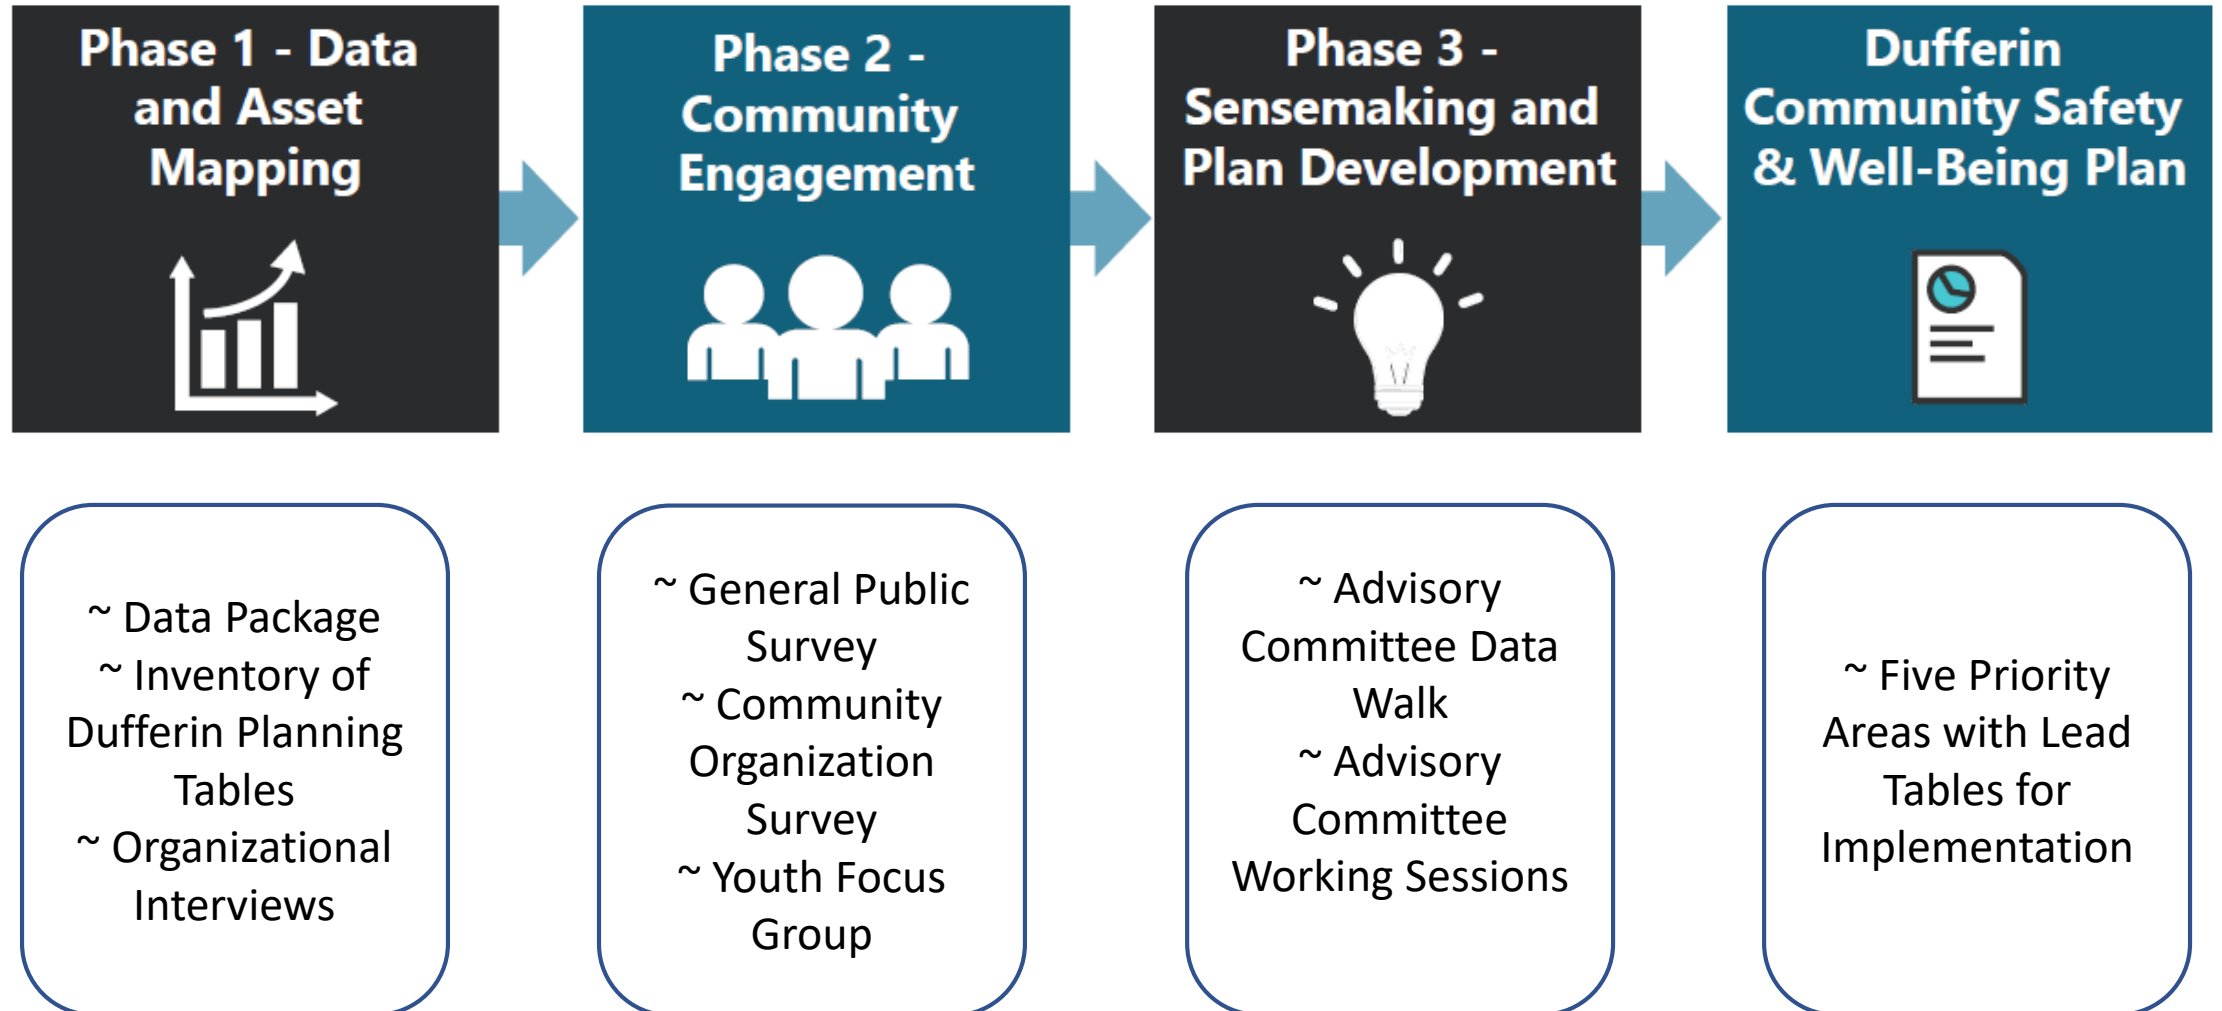 Phase 1 - Data
and Asset
Mapping
Phase 2 -
Community
Engagement
Phase 3 -
Sensemaking and
Plan Development
Dufferin
Community Safety
& Well-Being Plan
~ Data Package
~ Inventory of
Dufferin Planning
Tables
~ Organizational
Interviews
~ General Public
Survey
~ Community
Organization
Survey
~ Youth Focus
Group
~ Advisory
Committee Data
Walk
~ Advisory
Committee
Working Sessions
~ Five Priority
Areas with Lead
Tables for
Implementation